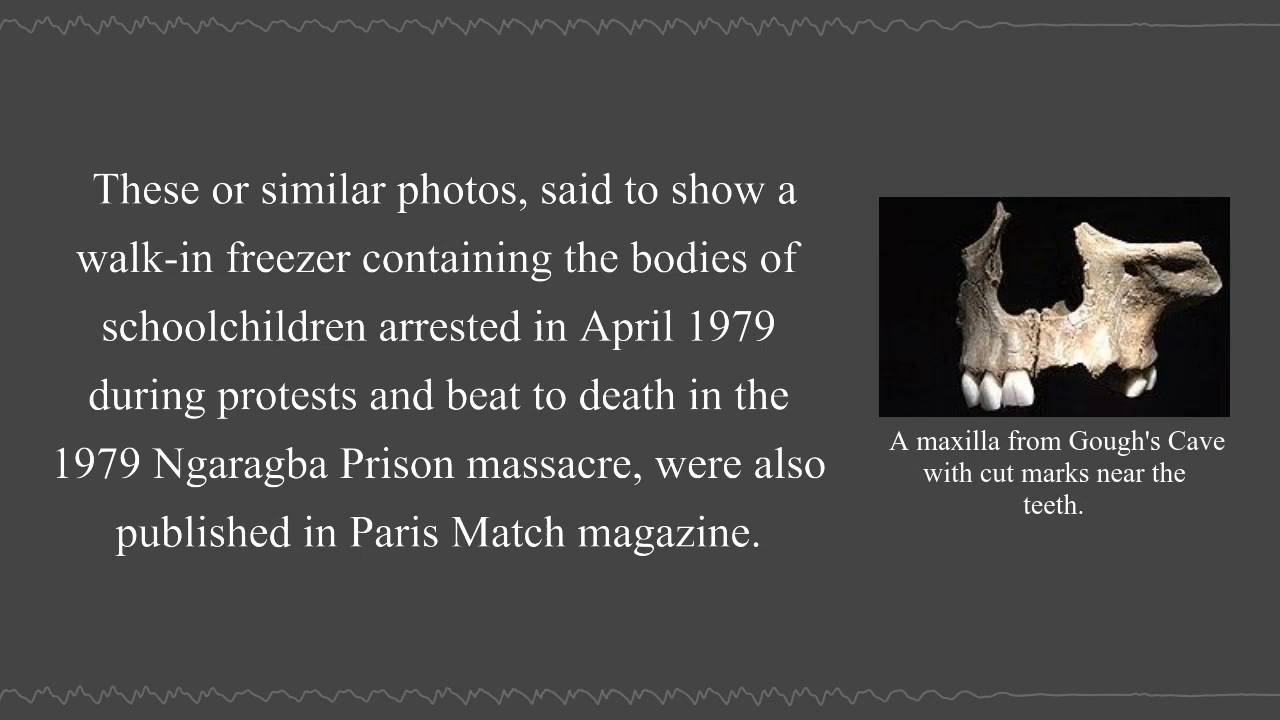 These or similar photos, said to show a
walk-in freezer containing the bodies of
schoolchildren arrested in April 1979
during protests and beat to death in the
1979 Ngaragba Prison massacre, were also
published in Paris Match magazine.
A maxilla from Gough's Cave
with cut marks near the
teeth.